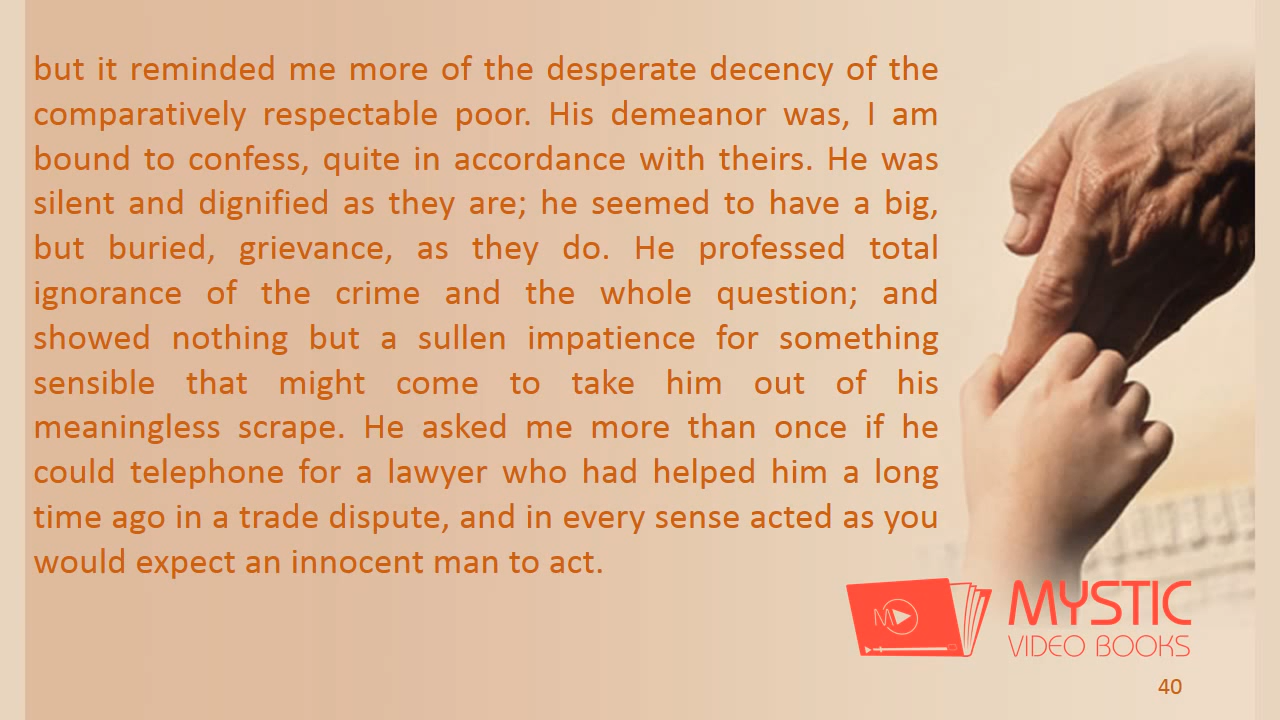 but it reminded me more of the desperate decency of the
comparatively respectable poor. His demeanor was, I am
bound to confess, quite in accordance with theirs. He was
silent and dignified as they are; he seemed to have a big,
but buried, grievance, as they do. He professed total
ignorance of the crime and the whole question; and
showed nothing but a sullen impatience for something
sensible that might come to take him out of his
meaningless scrape. He asked me more than once if he
could telephone for a lawyer who had helped him a long
time ago in a trade dispute, and in every sense acted as you
would expect an innocent man to act.
M
MYSTIC
VIDEO BOOKS
40